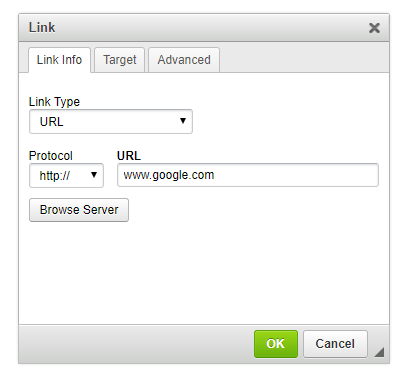 Link
Link Info Target Advanced
Link Type
URL
Protocol URL
http:// www.google.com
Browse Server
OK Cancel